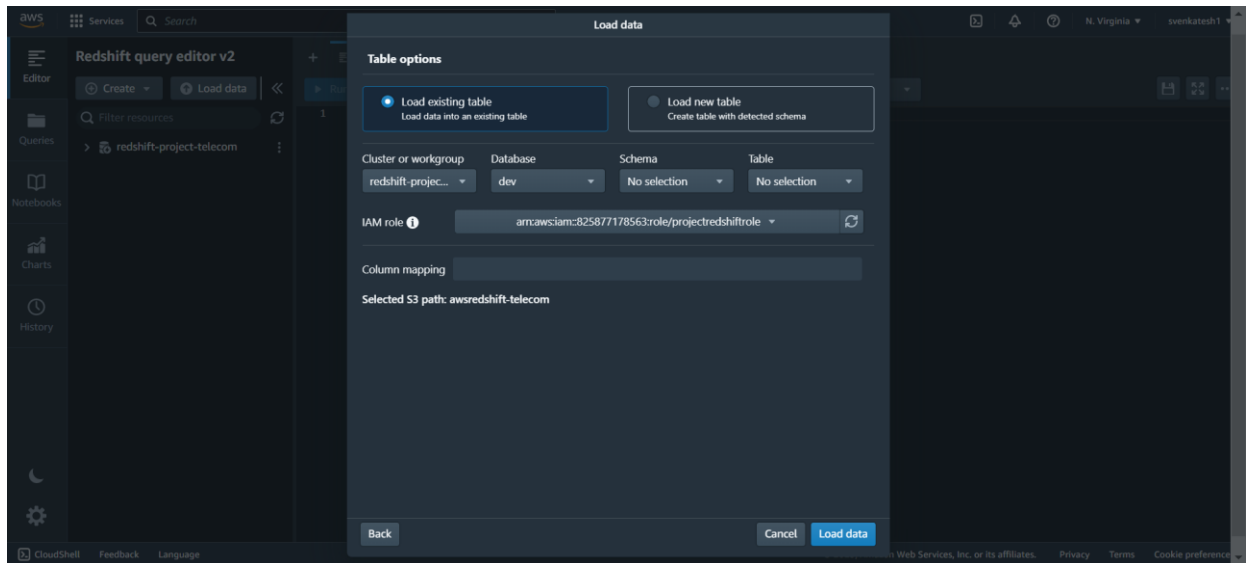 aws Services Search N. Virginia svenkatesh1
Load data
Redshift query editor v2
Editor
Create Load data
Filter resources
Queries
redshift-project-telecom
Notebooks
Charts
History
1
Table options
Load existing table
Load data into an existing table
Load new table
Create table with detected schema
Cluster or workgroup Database Schema Table
redshift-projec... dev No selection No selection
IAM role arn:aws:iam::825877178563:role/projectredshiftrole
Column mapping
Selected S3 path: awsredshift-telecom
Back Cancel Load data
CloudShell Feedback Language Web Services, Inc. or its affiliates. Privacy Terms Cookie preference